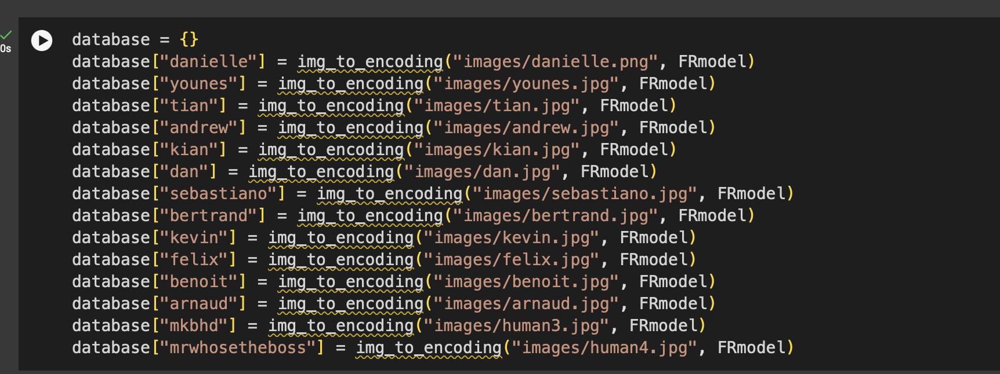 database = {}
database["danielle"] = img_to_encoding("images/danielle.png", FRmodel)
database["younes"] = img_to_encoding("images/younes.jpg", FRmodel)
database["tian"] = img_to_encoding("images/tian.jpg", FRmodel)
database["andrew"] = img_to_encoding("images/andrew.jpg", FRmodel)
database["kian"] = img_to_encoding("images/kian.jpg", FRmodel)
database["dan"] = img_to_encoding("images/dan.jpg", FRmodel)
database["sebastiano"] = img_to_encoding("images/sebastiano.jpg", FRmodel)
database["bertrand"] = img_to_encoding("images/bertrand.jpg", FRmodel)
database["kevin"] = img_to_encoding("images/kevin.jpg", FRmodel)
database["felix"] = img_to_encoding("images/felix.jpg", FRmodel)
database["benoit"] = img_to_encoding("images/benoit.jpg", FRmodel)
database["arnaud"] = img_to_encoding("images/arnaud.jpg", FRmodel)
database["mkbhd"] = img_to_encoding("images/human3.jpg", FRmodel)
database["mrwhosetheboss"] = img_to_encoding("images/human4.jpg", FRmodel)
0s